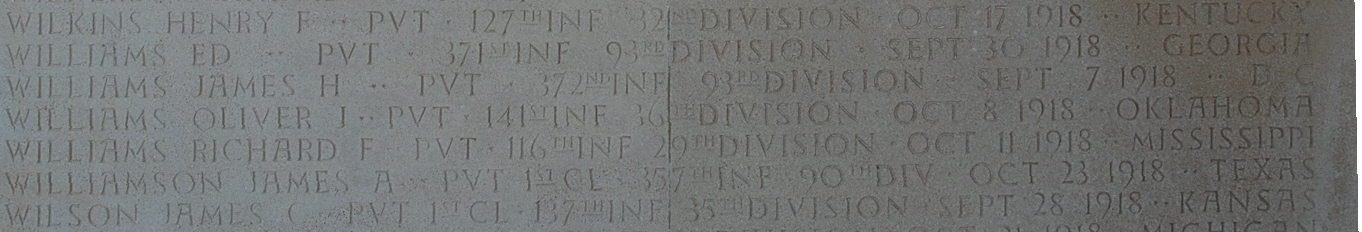 WILKINS HENRY F ·· PVT · 127TH INF 32ND DIVISION · OCT 17 1918 ·· KENTUCKY
WILLIAMS ED ·· PVT · 371ST INF 93RD DIVISION · SEPT 30 1918 ·· GEORGIA
WILLIAMS JAMES H ·· PVT · 372ND INF 93RD DIVISION · SEPT 7 1918 ·· D C
WILLIAMS OLIVER J ·· PVT · 141ST INF 36TH DIVISION · OCT 8 1918 ·· OKLAHOMA
WILLIAMS RICHARD F · PVT · 116TH INF 29TH DIVISION · OCT 11 1918 ·· MISSISSIPPI
WILLIAMSON JAMES A ·· PVT 1ST CL · 357TH INF · 90TH DIV · OCT 23 1918 ·· TEXAS
WILSON JAMES C ·· PVT 1ST CL · 137TH INF 35TH DIVISION · SEPT 28 1918 ·· KANSAS
1918 ·· MICHIGAN